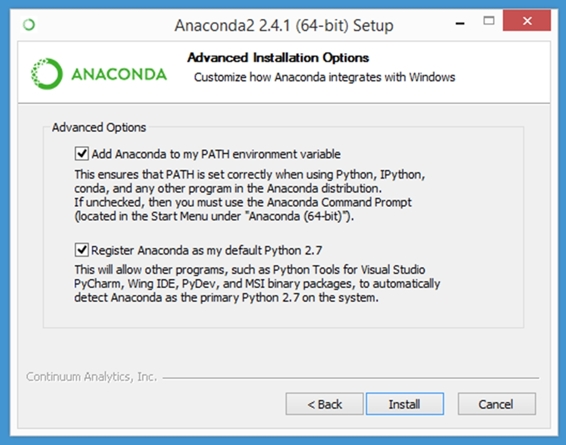 Anaconda2 2.4.1 (64-bit) Setup
ANACONDA
Advanced Installation Options
Customize how Anaconda integrates with Windows
Advanced Options
Add Anaconda to my PATH environment variable
This ensures that PATH is set correctly when using Python, IPython,
conda, and any other program in the Anaconda distribution.
If unchecked, then you must use the Anaconda Command Prompt
(located in the Start Menu under "Anaconda (64-bit)").
Register Anaconda as my default Python 2.7
This will allow other programs, such as Python Tools for Visual Studio
PyCharm, Wing IDE, PyDev, and MSI binary packages, to automatically
detect Anaconda as the primary Python 2.7 on the system.
Continuum Analytics, Inc.
< Back
Install
Cancel